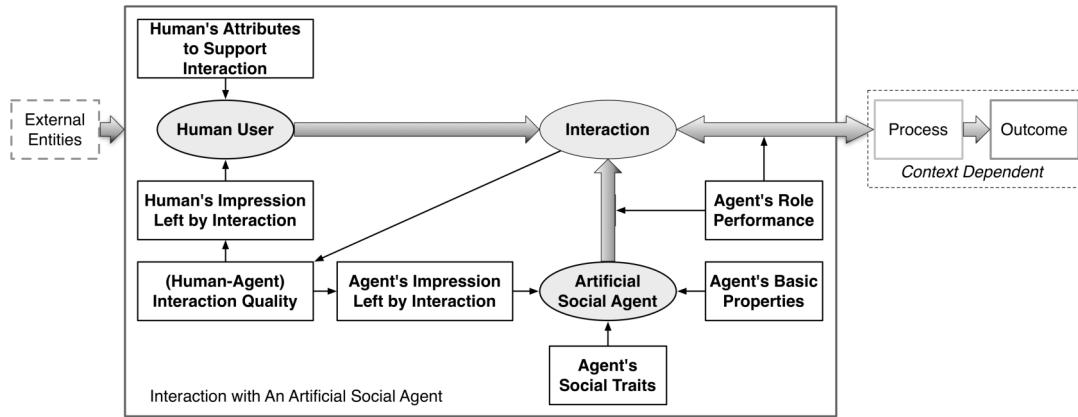 Human's Attributes
to Support
Interaction
External
Entities
Human User
Interaction
Process
Outcome
Context Dependent
Human's Impression
Left by Interaction
Agent's Role
Performance
(Human-Agent)
Interaction Quality
Agent's Impression
Left by Interaction
Artificial
Social Agent
Agent's Basic
Properties
Agent's
Social Traits
Interaction with An Artificial Social Agent